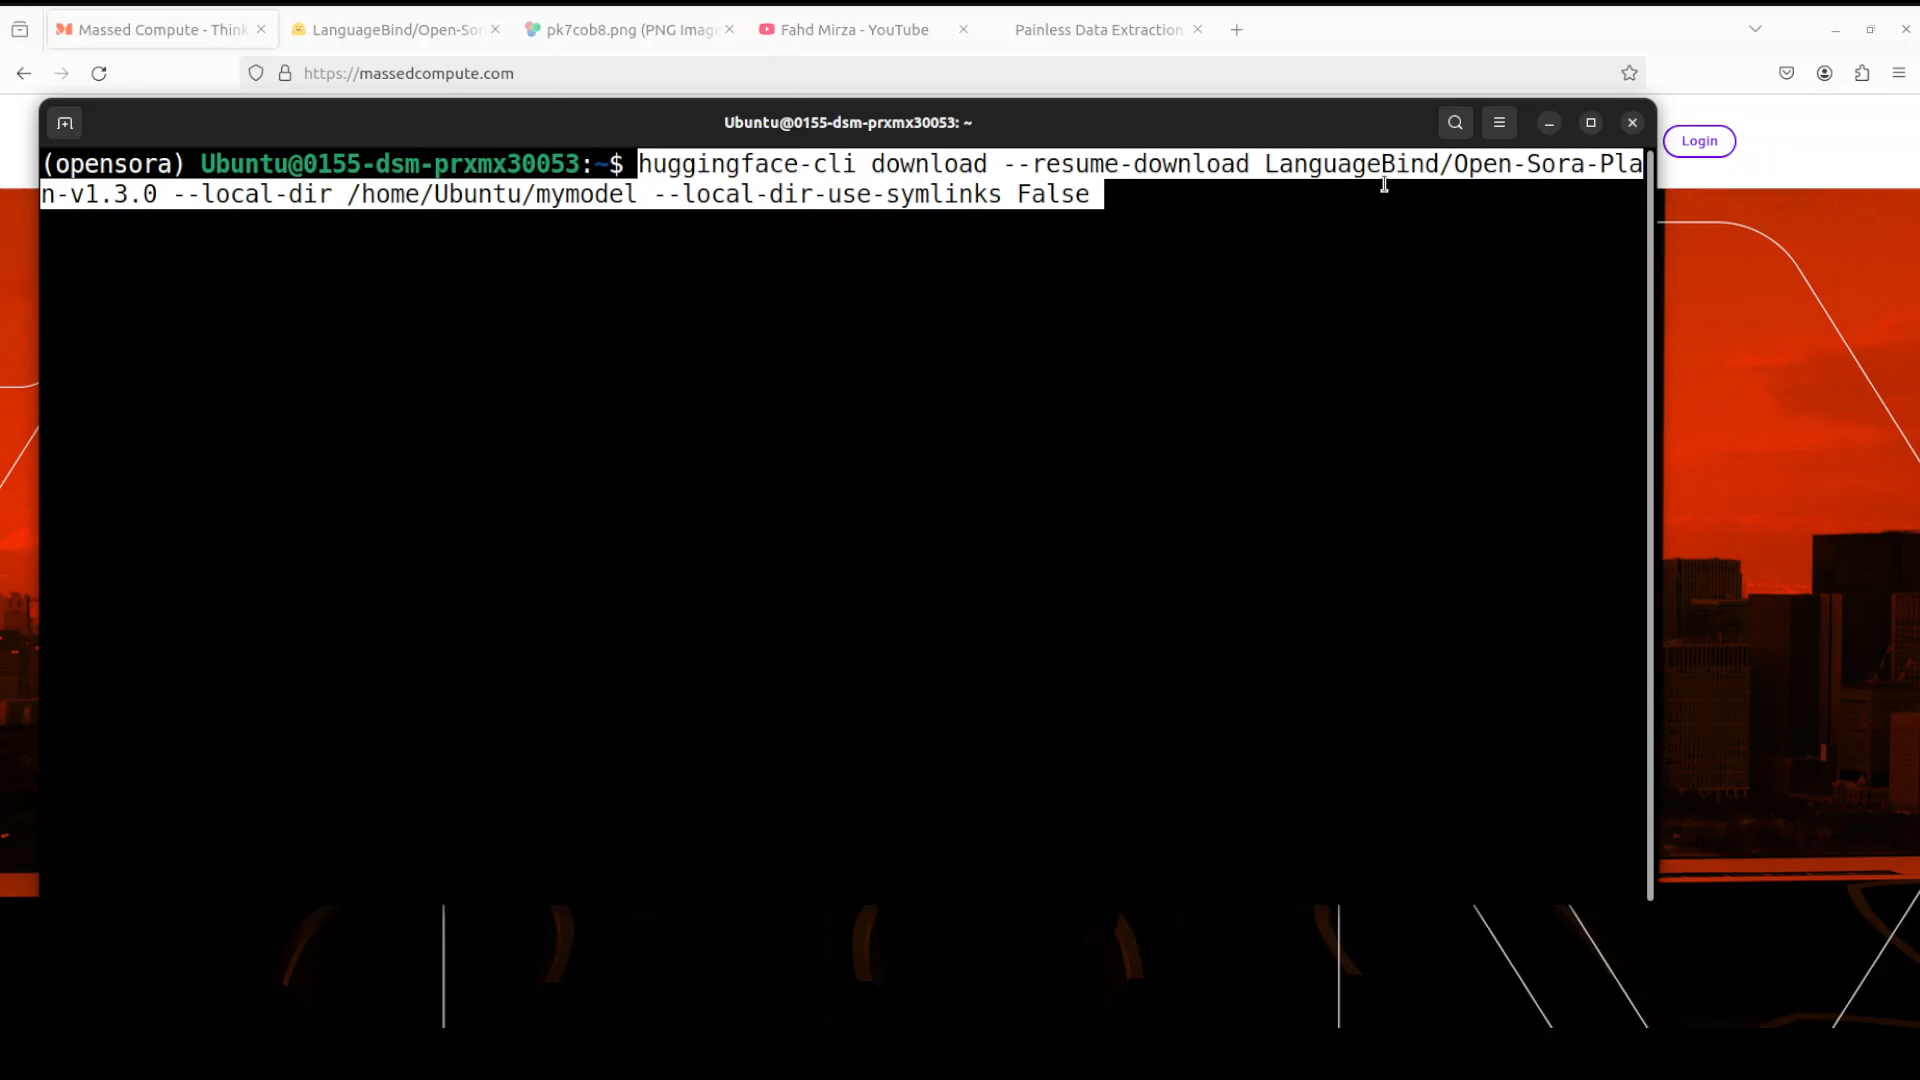 Massed Compute - Think
LanguageBind/Open-Sor
pk7cob8.png (PNG Image
Fahd Mirza - YouTube
Painless Data Extraction
https://massedcompute.com
Ubuntu@0155-dsm-prxmx30053: ~
Login
(opensora) Ubuntu@0155-dsm-prxmx30053:~$ huggingface-cli download --resume-download LanguageBind/Open-Sora-Pla
n-v1.3.0 --local-dir /home/Ubuntu/mymodel --local-dir-use-symlinks False